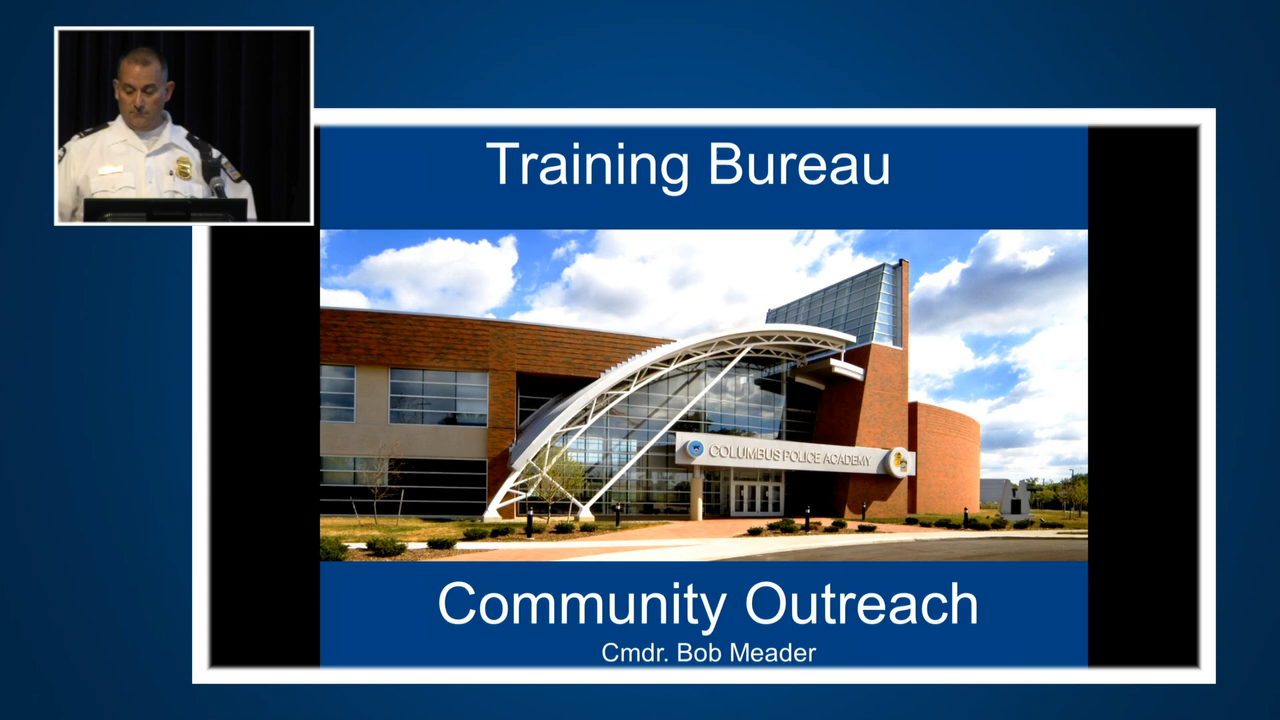 Training Bureau
COLUMBUS POLICE ACADEMY
Community Outreach
Cmdr. Bob Meader